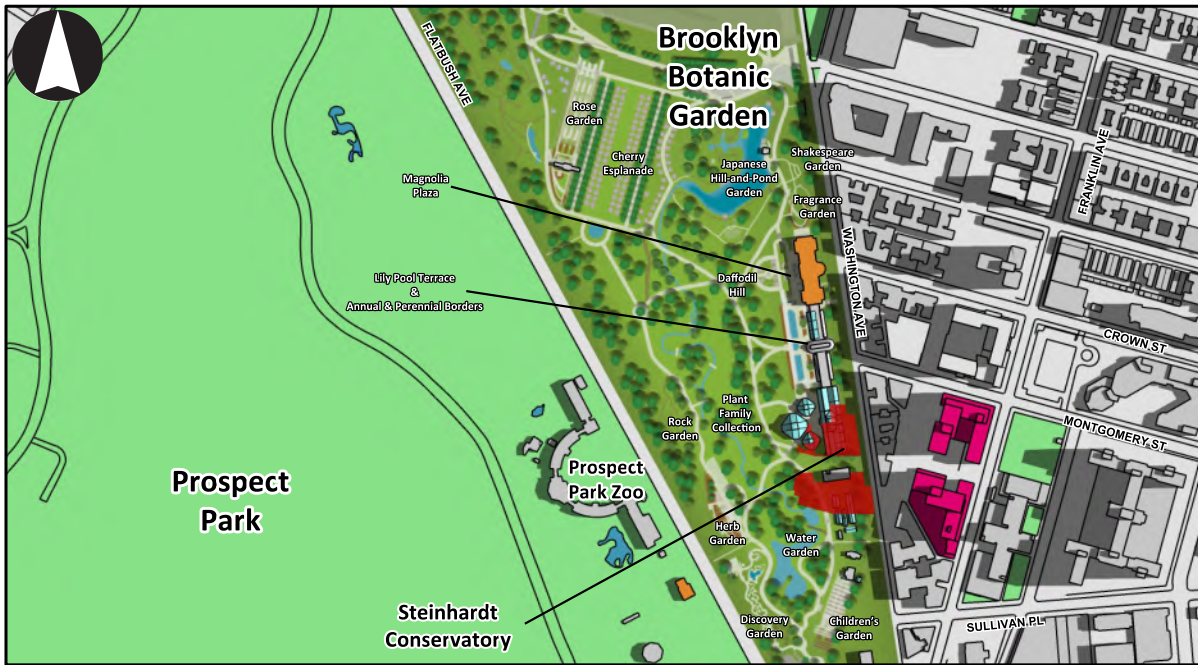 FLATBUSH AVE
Brooklyn
Botanic
Garden
Rose
Garden
Cherry
Esplanade
Japanese
Hill-and-Pond
Garden
Shakespeare
Garden
FRANKLIN AVE
Magnolia
Plaza
Fragrance
Garden
WASHINGTON AVE
Lily Pool Terrace
&
Annual & Perennial Borders
Daffodil
Hill
CROWN ST
Plant
Family
Collection
Rock
Garden
MONTGOMERY ST
Prospect
Park
Prospect
Park Zoo
Herb
Garden
Water
Garden
Steinhardt
Conservatory
Discovery
Garden
Children's
Garden
SULLIVAN PL